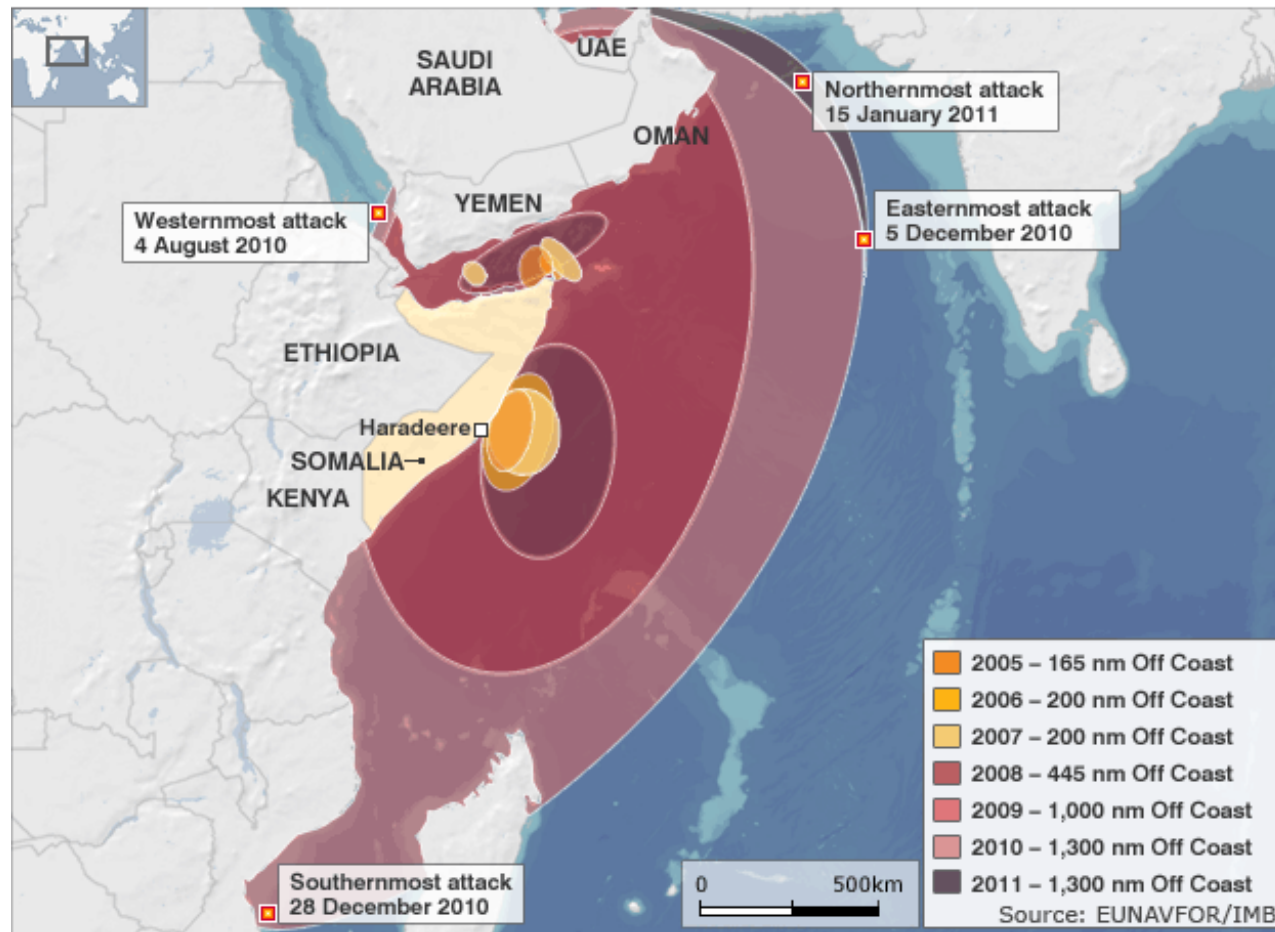 SAUDI
ARABIA
UAE
Northernmost attack
15 January 2011
OMAN
Westernmost attack
4 August 2010
YEMEN
Easternmost attack
5 December 2010
ETHIOPIA
Haradeere
SOMALIA
KENYA
2005 – 165 nm Off Coast
2006 – 200 nm Off Coast
2007 – 200 nm Off Coast
2008 – 445 nm Off Coast
2009 – 1,000 nm Off Coast
2010 – 1,300 nm Off Coast
2011 – 1,300 nm Off Coast
Southernmost attack
28 December 2010
0 500km
Source: EUNAVFOR/IMB